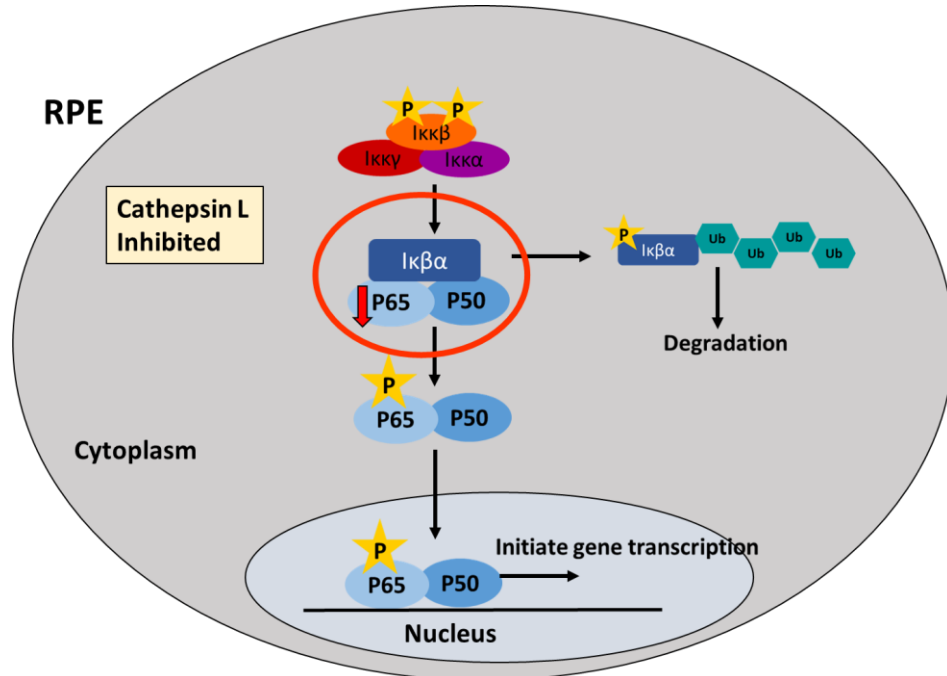 RPE
P P
Iκκβ
Iκκγ Iκκα
Cathepsin L
Inhibited
Iκβα
P65 P50
P
Iκβα Ub Ub Ub Ub
Degradation
P
P65 P50
Cytoplasm
P
P65 P50
Initiate gene transcription
Nucleus